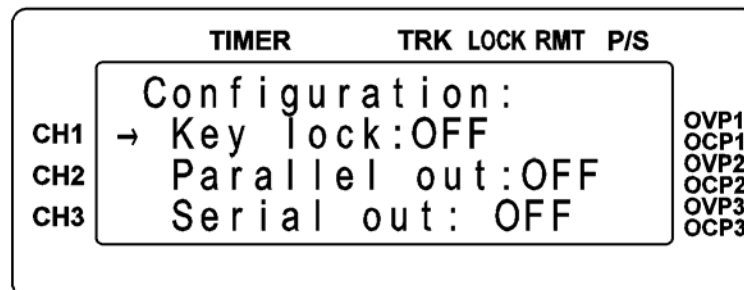 TIMER TRK LOCK RMT P/S
Configuration:
CH1 → Key lock:OFF OVP1
OCP1
CH2 Parallel out:OFF OVP2
OCP2
CH3 Serial out: OFF OVP3
OCP3